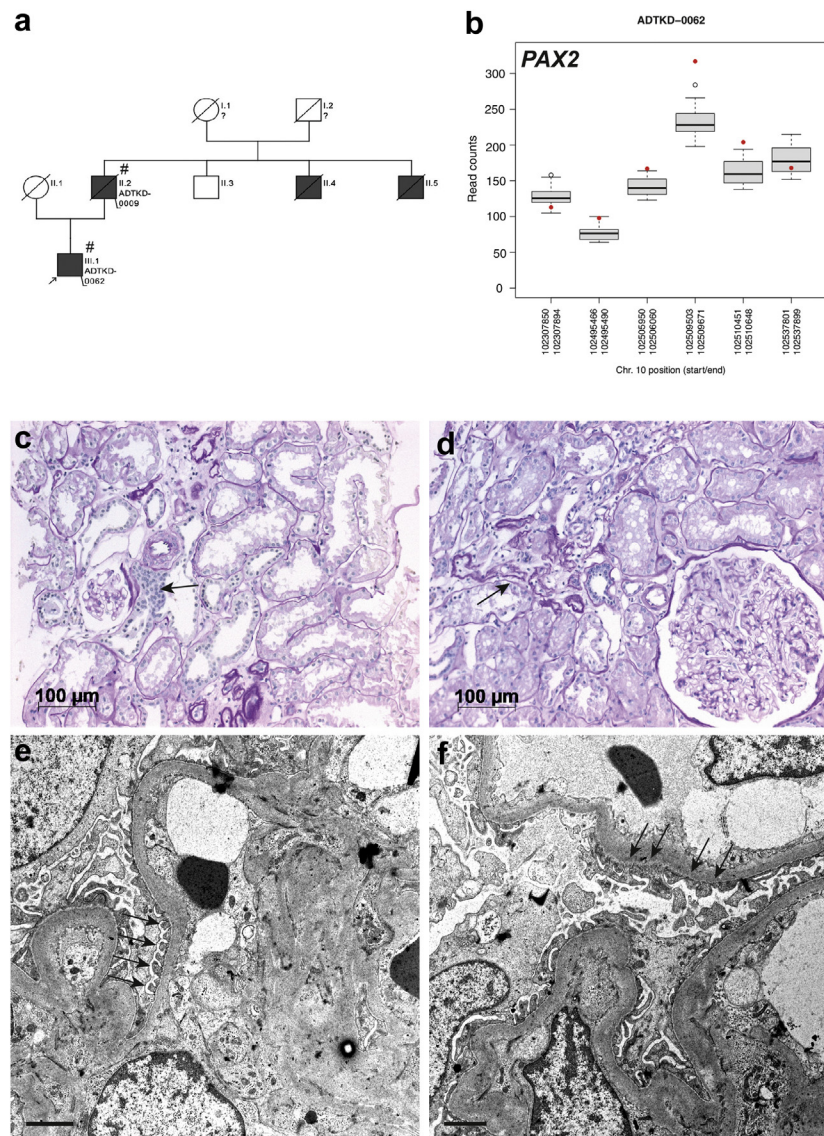 a
I.1
?
I.2
?
#
II.1
II.2
ADTKD-
0009
II.3
II.4
II.5
#
III.1
ADTKD-
0062
b
ADTKD–0062
PAX2
Read counts
300
250
200
150
100
50
0
102307850
102307894
102495466
102495490
102505950
102506060
102509503
102509671
102510451
102510648
102537801
102537899
Chr. 10 position (start/end)
c
100 µm
d
100 µm
e
f